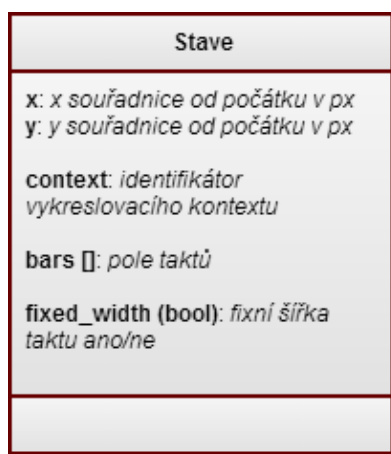 Stave
x: x souřadnice od počátku v px
y: y souřadnice od počátku v px
context: identifikátor
vykreslovacího kontextu
bars []: pole taktů
fixed_width (bool): fixní šířka
taktu ano/ne